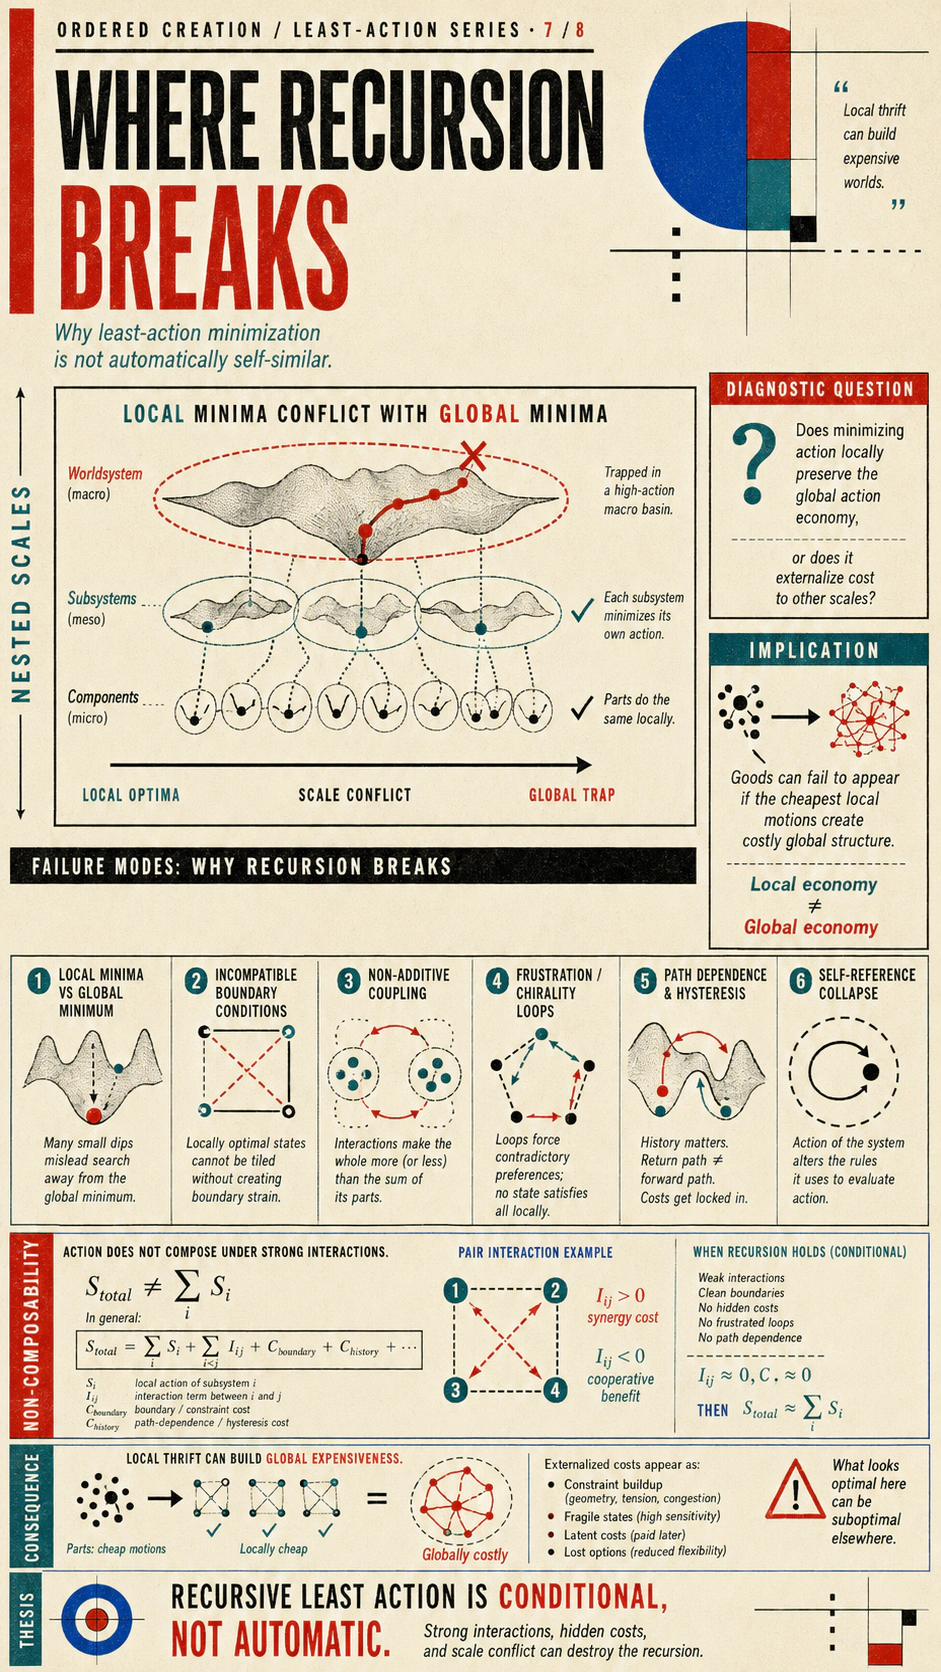 ORDERED CREATION / LEAST-ACTION SERIES · 7 / 8
WHERE RECURSION
BREAKS
Why least-action minimization
is not automatically self-similar.
“
Local thrift
can build
expensive
worlds.
”
NESTED SCALES
LOCAL MINIMA CONFLICT WITH GLOBAL MINIMA
Worldsystem
(macro)
Trapped in
a high-action
macro basin.
Subsystems
(meso)
Each subsystem
minimizes its
own action.
Components
(micro)
Parts do the
same locally.
LOCAL OPTIMA
SCALE CONFLICT
GLOBAL TRAP
DIAGNOSTIC QUESTION
?
Does minimizing
action locally
preserve the
global action
economy,
or does it
externalize cost
to other scales?
IMPLICATION
Goods can fail to appear
if the cheapest local
motions create
costly global structure.
Local economy
≠
Global economy
FAILURE MODES: WHY RECURSION BREAKS
1 LOCAL MINIMA
VS GLOBAL
MINIMUM
Many small dips
mislead search
away from the
global minimum.
2 INCOMPATIBLE
BOUNDARY
CONDITIONS
Locally optimal states
cannot be tiled
without creating
boundary strain.
3 NON-ADDITIVE
COUPLING
Interactions make the
whole more (or less)
than the sum of
its parts.
4 FRUSTRATION /
CHIRALITY
LOOPS
Loops force
contradictory
preferences;
no state satisfies
all locally.
5 PATH DEPENDENCE
& HYSTERESIS
History matters.
Return path ≠
forward path.
Costs get locked in.
6 SELF-REFERENCE
COLLAPSE
Action of the system
alters the rules
it uses to evaluate
action.
NON-COMPOSABILITY
ACTION DOES NOT COMPOSE UNDER STRONG INTERACTIONS.
S_total ≠ ∑_i S_i
In general:
S_total = ∑_i S_i + ∑_i<j I_ij + C_boundary + C_history + ⋯
S_i local action of subsystem i
I_ij interaction term between i and j
C_boundary boundary / constraint cost
C_history path-dependence / hysteresis cost
PAIR INTERACTION EXAMPLE
1 2
3 4
I_ij > 0
synergy cost
I_ij < 0
cooperative
benefit
WHEN RECURSION HOLDS (CONDITIONAL)
Weak interactions
Clean boundaries
No hidden costs
No frustrated loops
No path dependence
I_ij ≈ 0, C. ≈ 0
THEN S_total ≈ ∑_i S_i
CONSEQUENCE
LOCAL THRIFT CAN BUILD GLOBAL EXPENSIVENESS.
=
Parts: cheap motions
Locally cheap
Globally costly
Externalized costs appear as:
• Constraint buildup
(geometry, tension, congestion)
• Fragile states (high sensitivity)
• Latent costs (paid later)
• Lost options (reduced flexibility)
!
What looks
optimal here
can be
suboptimal
elsewhere.
THESIS
RECURSIVE LEAST ACTION IS CONDITIONAL,
NOT AUTOMATIC.
Strong interactions, hidden costs,
and scale conflict can destroy the recursion.